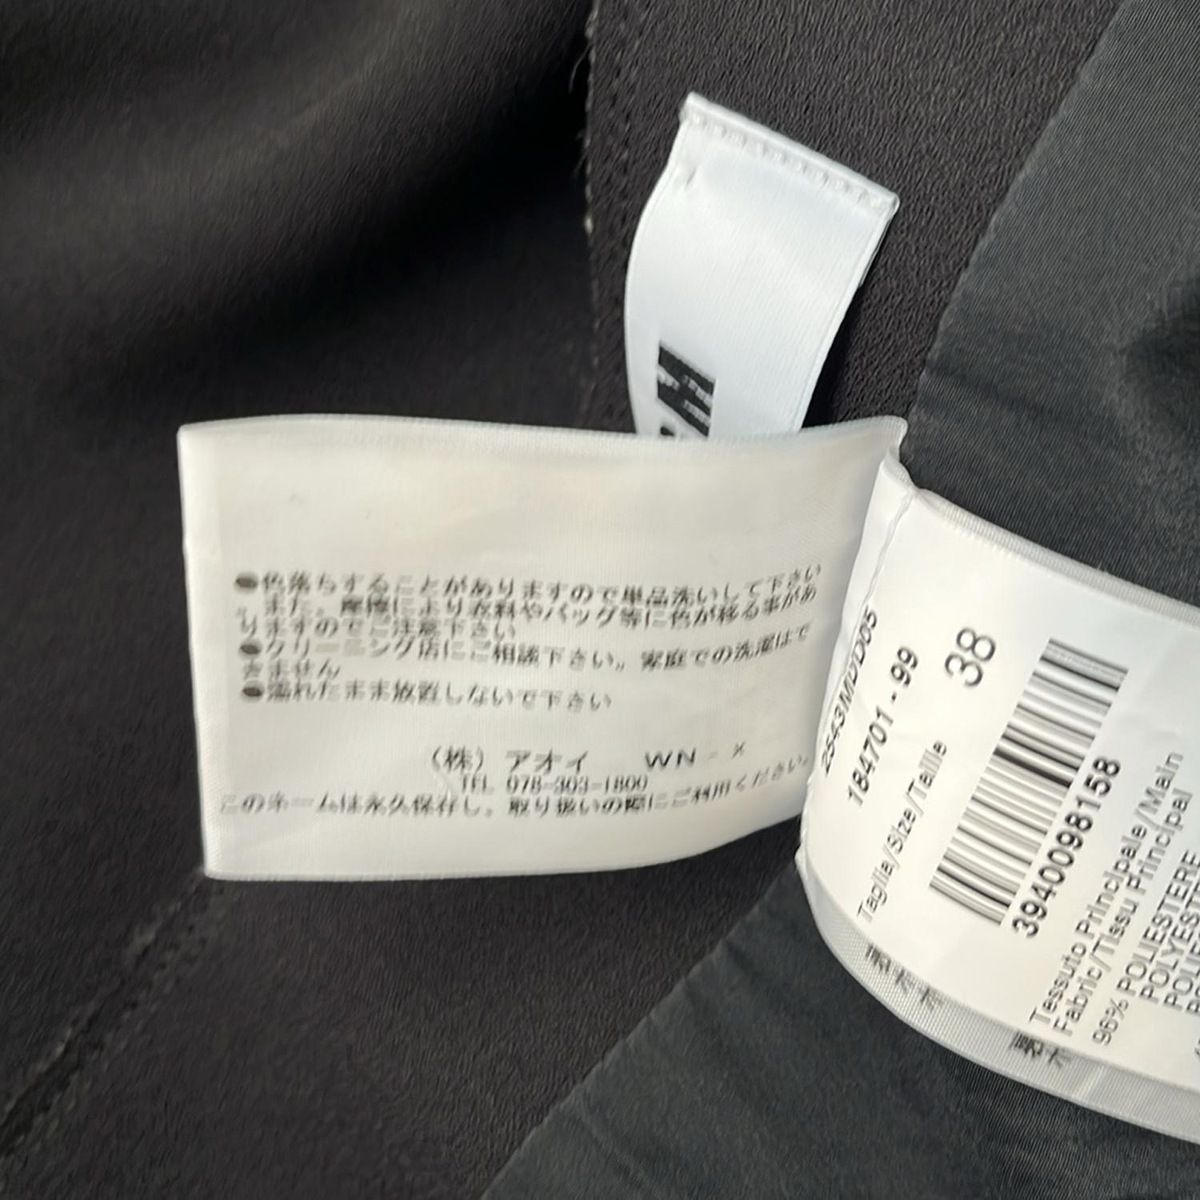 ●色落ちすることがありますので単品洗いして下さい
。また、摩擦により衣料やバッグ等に色が移る事があ
りますのでご注意下さい
●クリーニング店にご相談下さい。家庭での洗濯はで
きません
●濡れたまま放置しないで下さい
（株）アオイ WN - X
TEL 078-303-1800
このネームは永久保存し、取り扱いの際にご利用ください。
184701 - 99
Taglia/Size/Taille
38
3940098158
Tessuto Principale/Main
Fabric/Tissu Principal
96% POLIESTERE